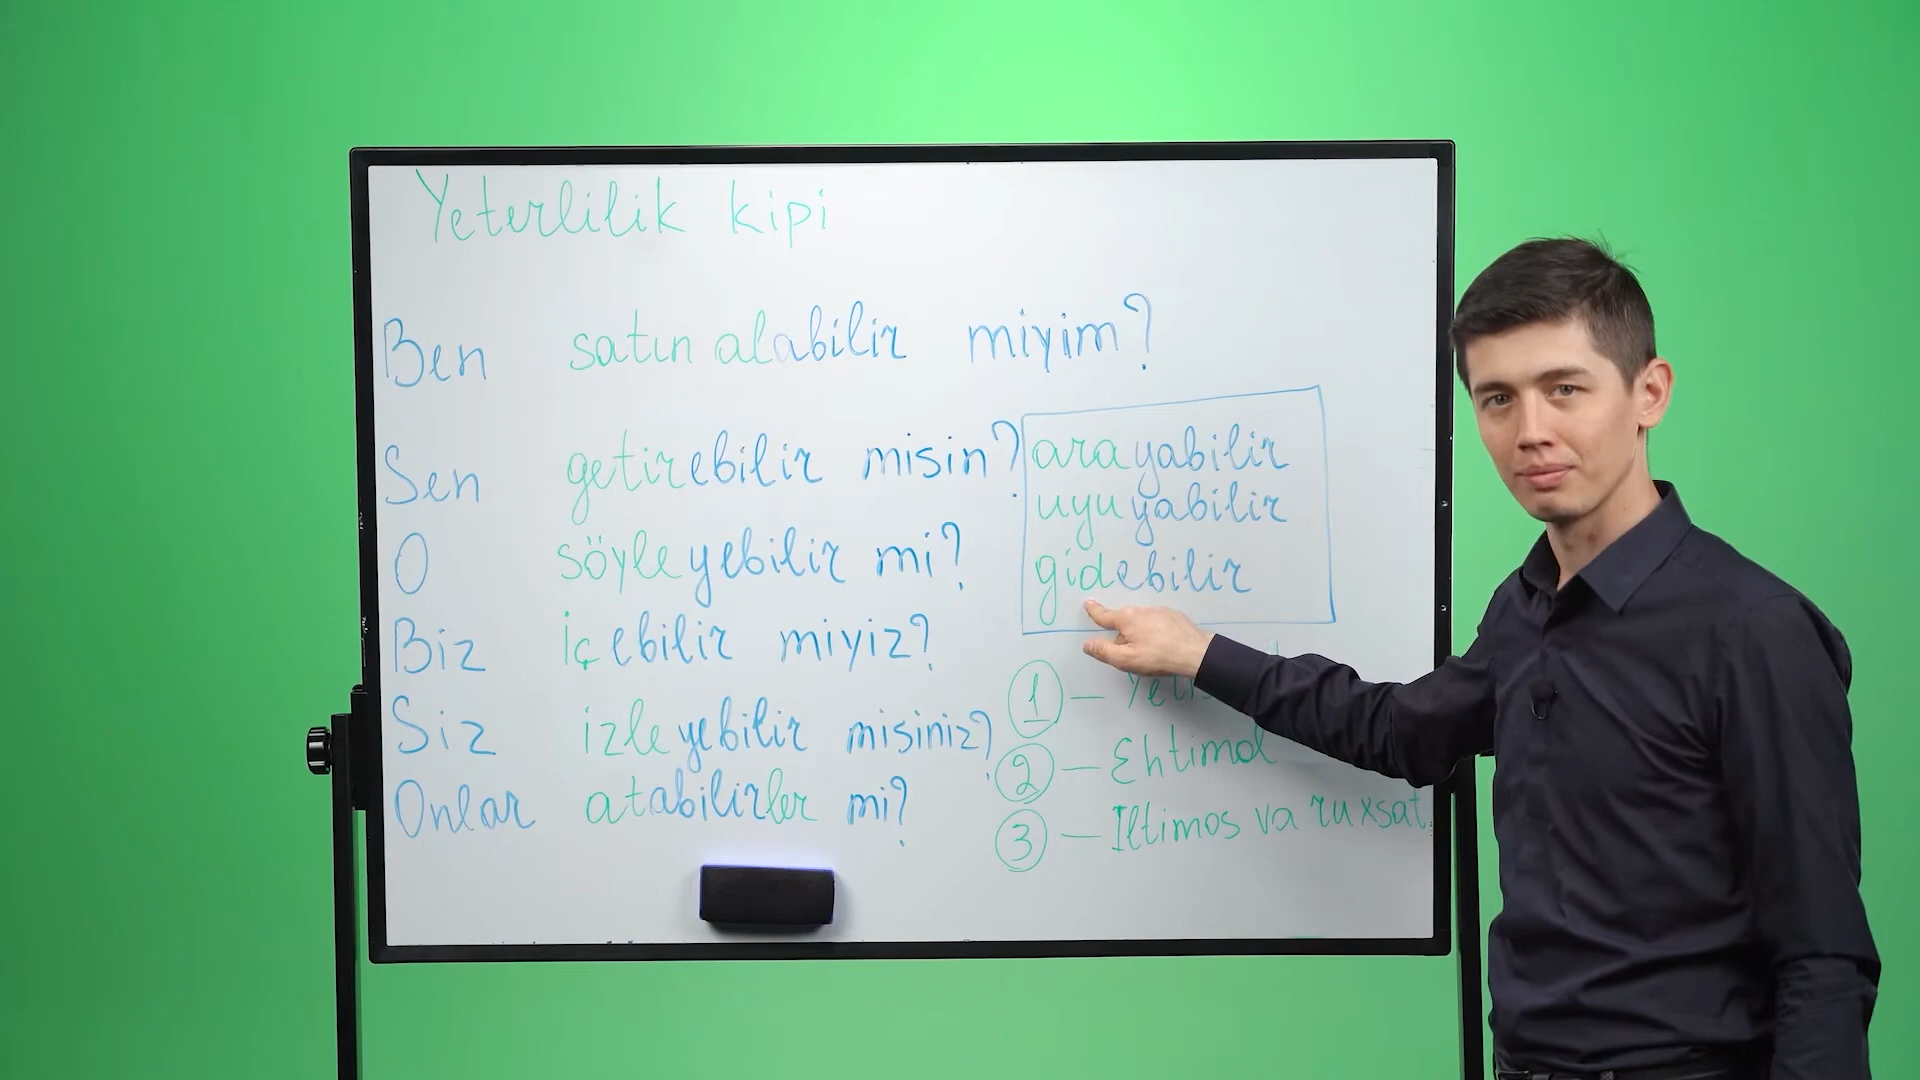 Yeterlilik kipi
Ben satın alabilir miyim?
Sen getirebilir misin?
O söyleyebilir mi?
Biz içebilir miyiz?
Siz izleyebilir misiniz?
Onlar atabilirler mi?
arayabilir
uyuyabilir
gidebilir
1 –
2 – Ehtimol
3 – Iltimos va ruxsat